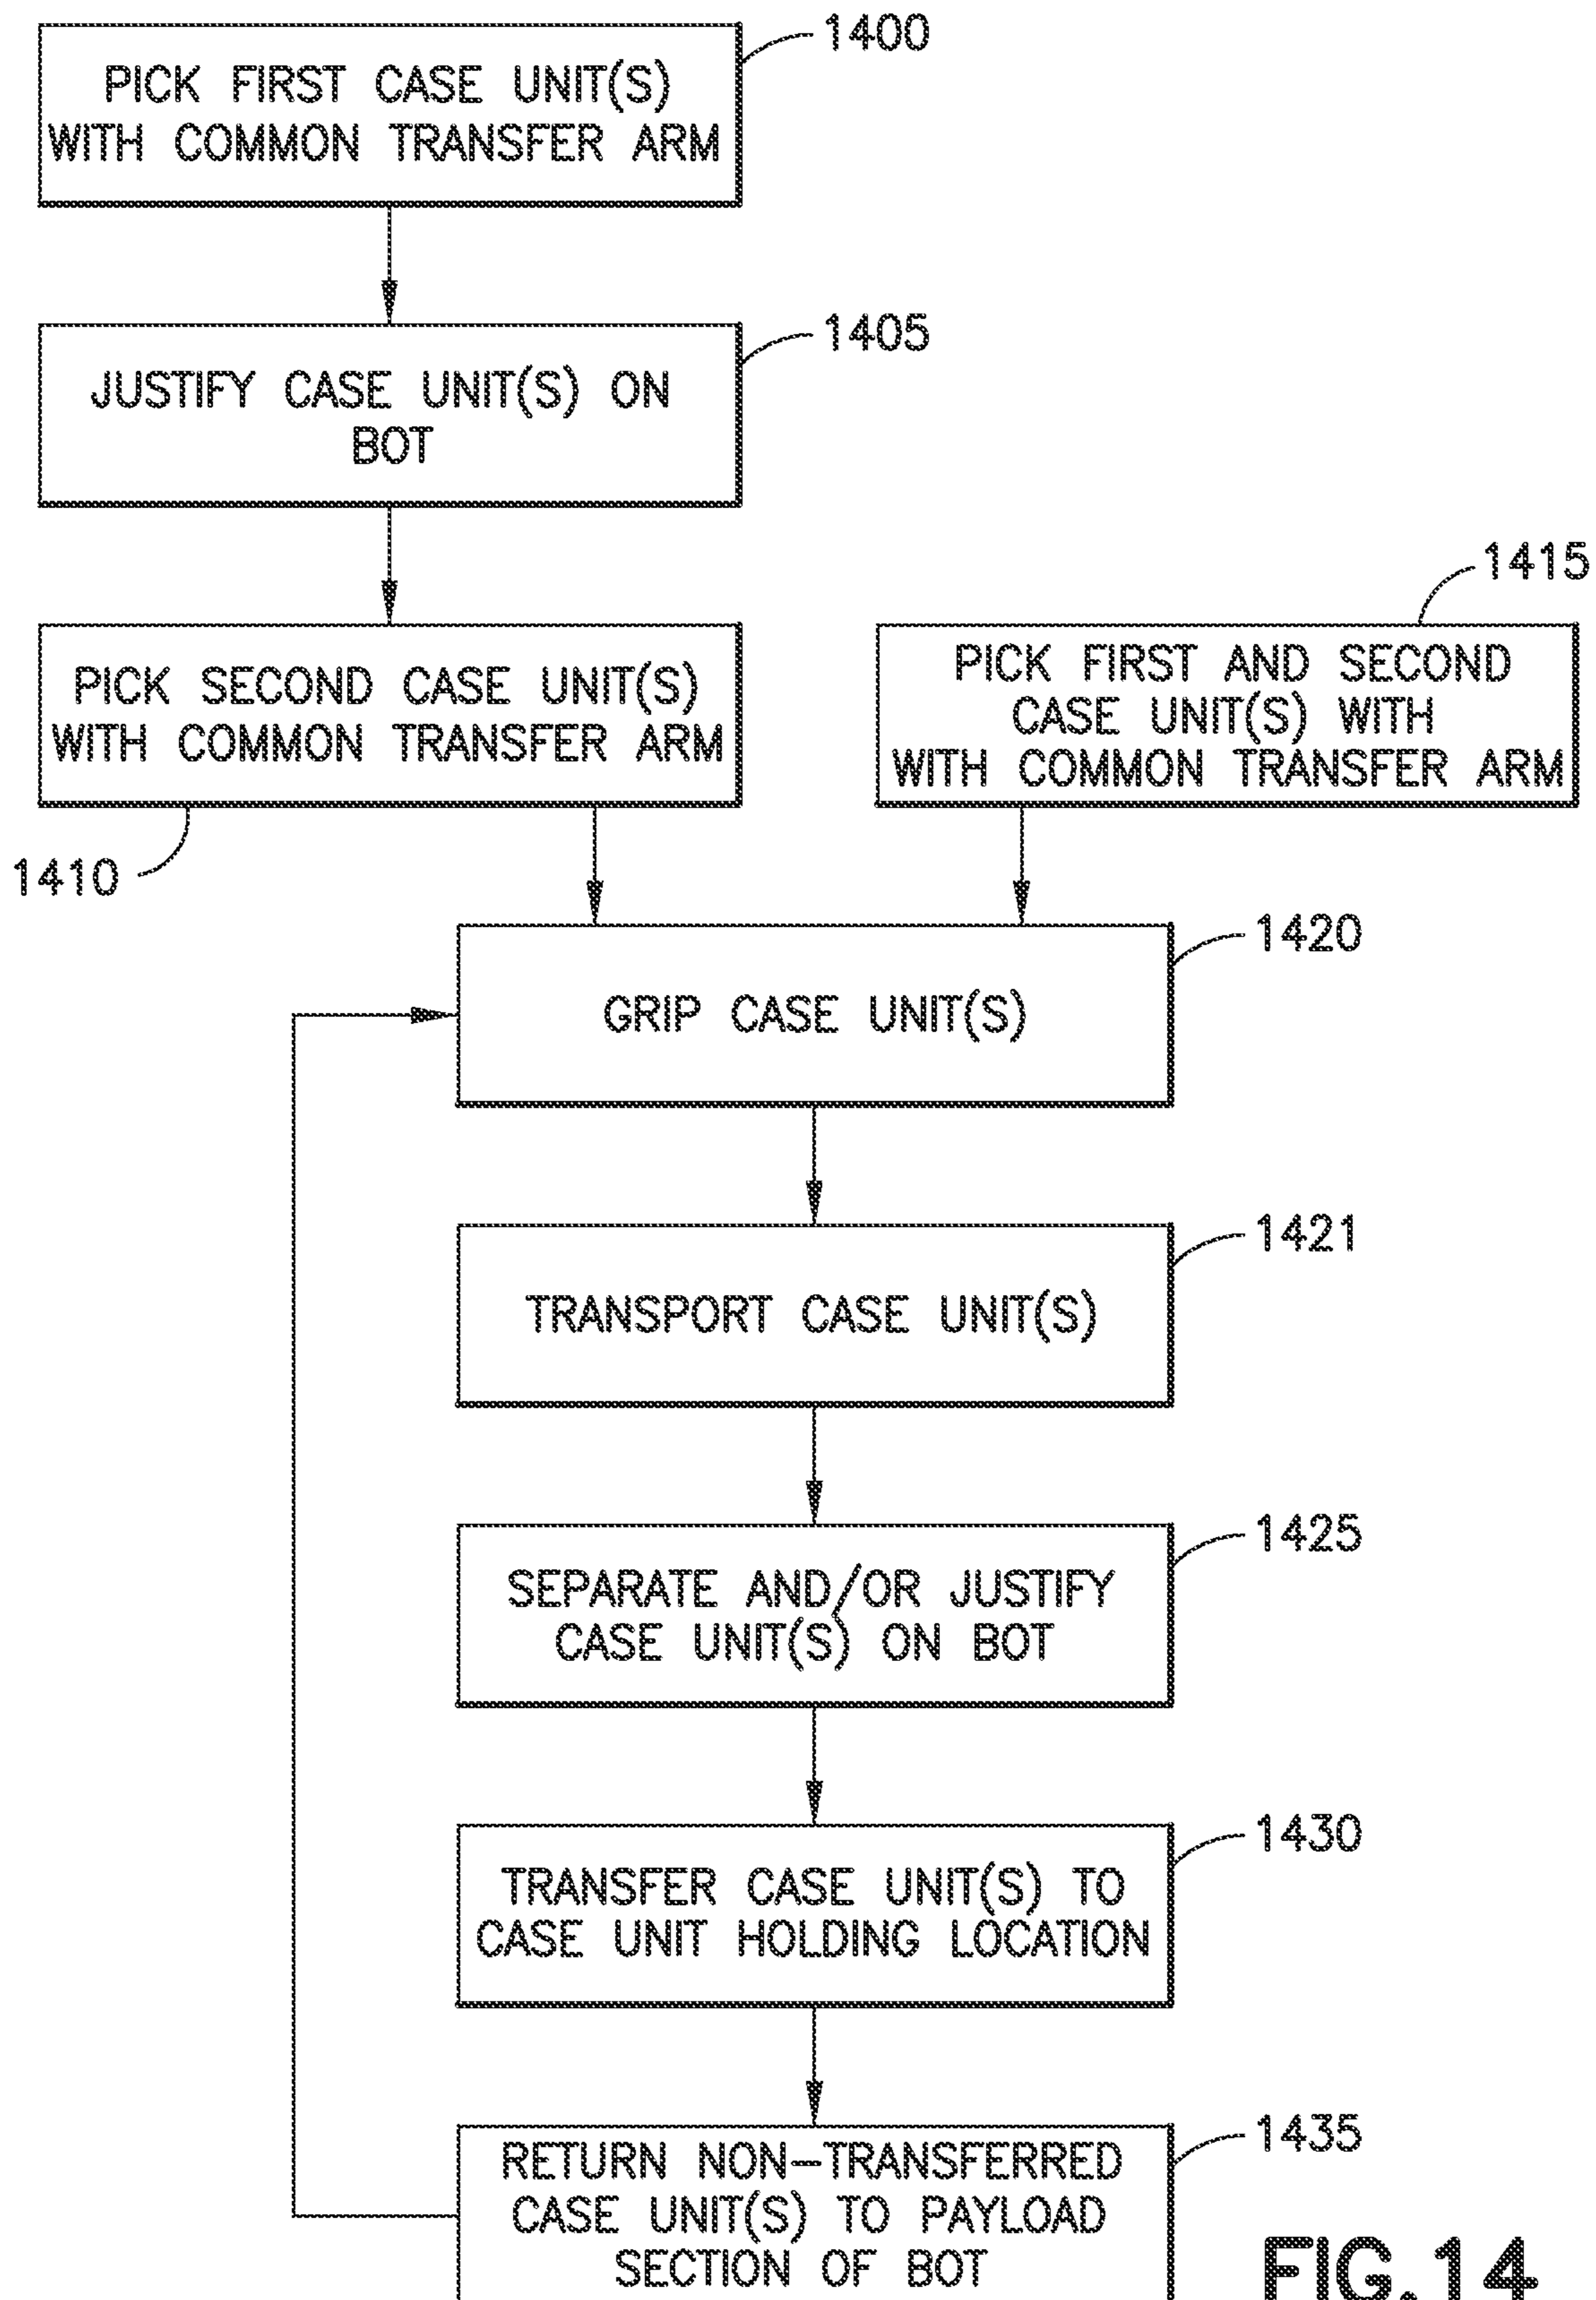 1400
PICK FIRST CASE UNIT(S)
WITH COMMON TRANSFER ARM
1405
JUSTIFY CASE UNIT(S) ON
BOT
1410
PICK SECOND CASE UNIT(S)
WITH COMMON TRANSFER ARM
1415
PICK FIRST AND SECOND
CASE UNIT(S) WITH
WITH COMMON TRANSFER ARM
1420
GRIP CASE UNIT(S)
1421
TRANSPORT CASE UNIT(S)
1425
SEPARATE AND/OR JUSTIFY
CASE UNIT(S) ON BOT
1430
TRANSFER CASE UNIT(S) TO
CASE UNIT HOLDING LOCATION
1435
RETURN NON-TRANSFERRED
CASE UNIT(S) TO PAYLOAD
SECTION OF BOT
FIG.14